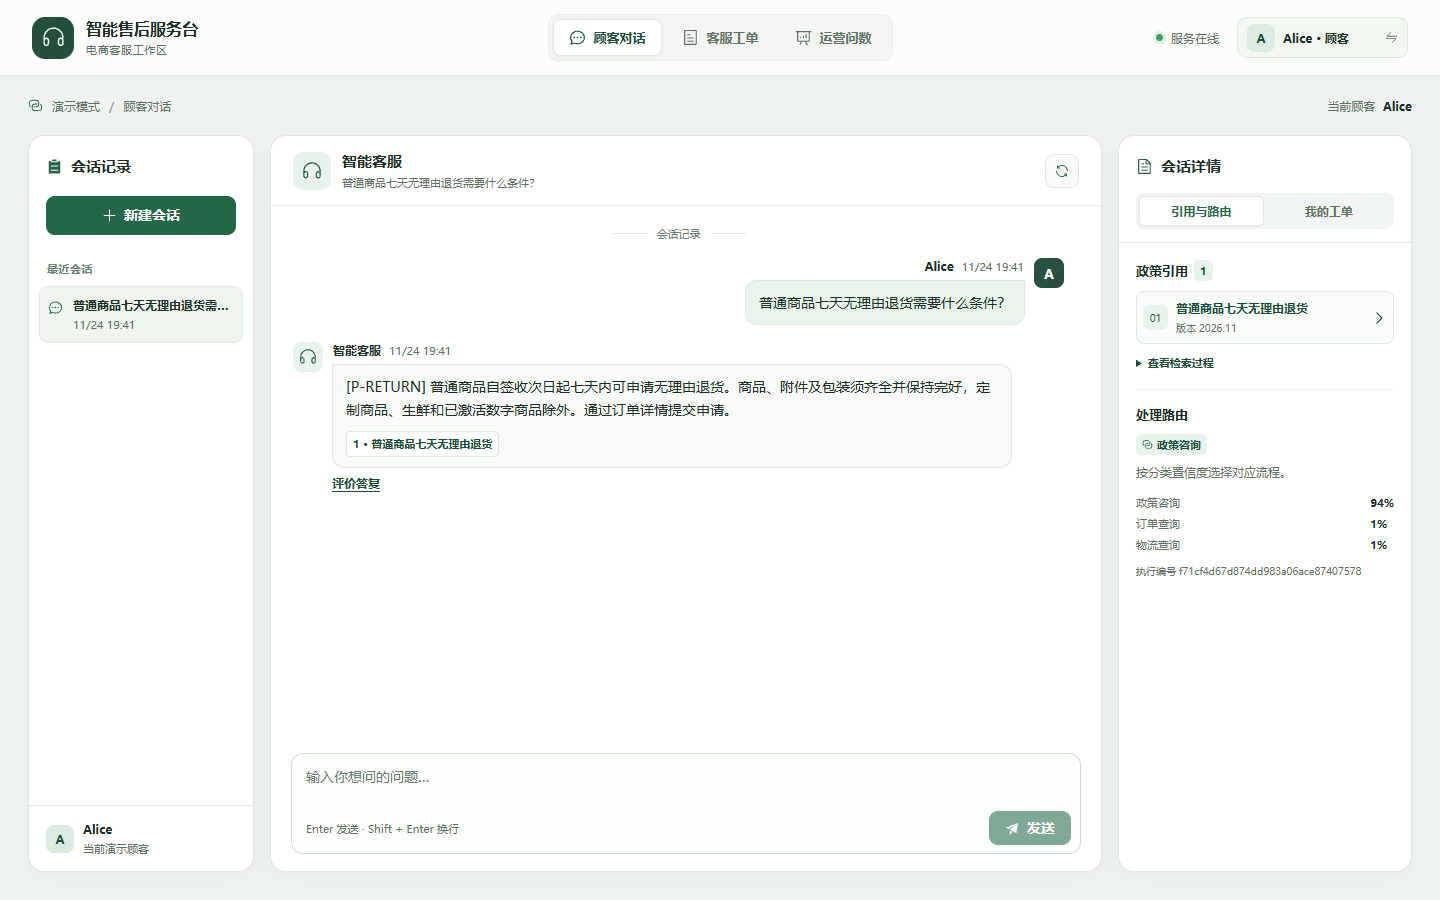 智能售后服务台
电商客服工作区
顾客对话
客服工单
运营问数
服务在线
A
Alice • 顾客
演示模式 / 顾客对话
当前顾客 Alice
会话记录
+ 新建会话
最近会话
普通商品七天无理由退货需...
11/24 19:41
A
Alice
当前演示顾客
智能客服
普通商品七天无理由退货需要什么条件?
会话记录
Alice 11/24 19:41
A
普通商品七天无理由退货需要什么条件?
智能客服 11/24 19:41
[P-RETURN] 普通商品自签收次日起七天内可申请无理由退货。商品、附件及包装须齐全并保持完好，定
制商品、生鲜和已激活数字商品除外。通过订单详情提交申请。
1 • 普通商品七天无理由退货
评价答复
输入你想问的问题...
Enter 发送 · Shift + Enter 换行
发送
会话详情
引用与路由
我的工单
政策引用 1
01
普通商品七天无理由退货
版本 2026.11
查看检索过程
处理路由
政策咨询
按分类置信度选择对应流程。
政策咨询 94%
订单查询 1%
物流查询 1%
执行编号 f71cf4d67d874dd983a06ace87407578